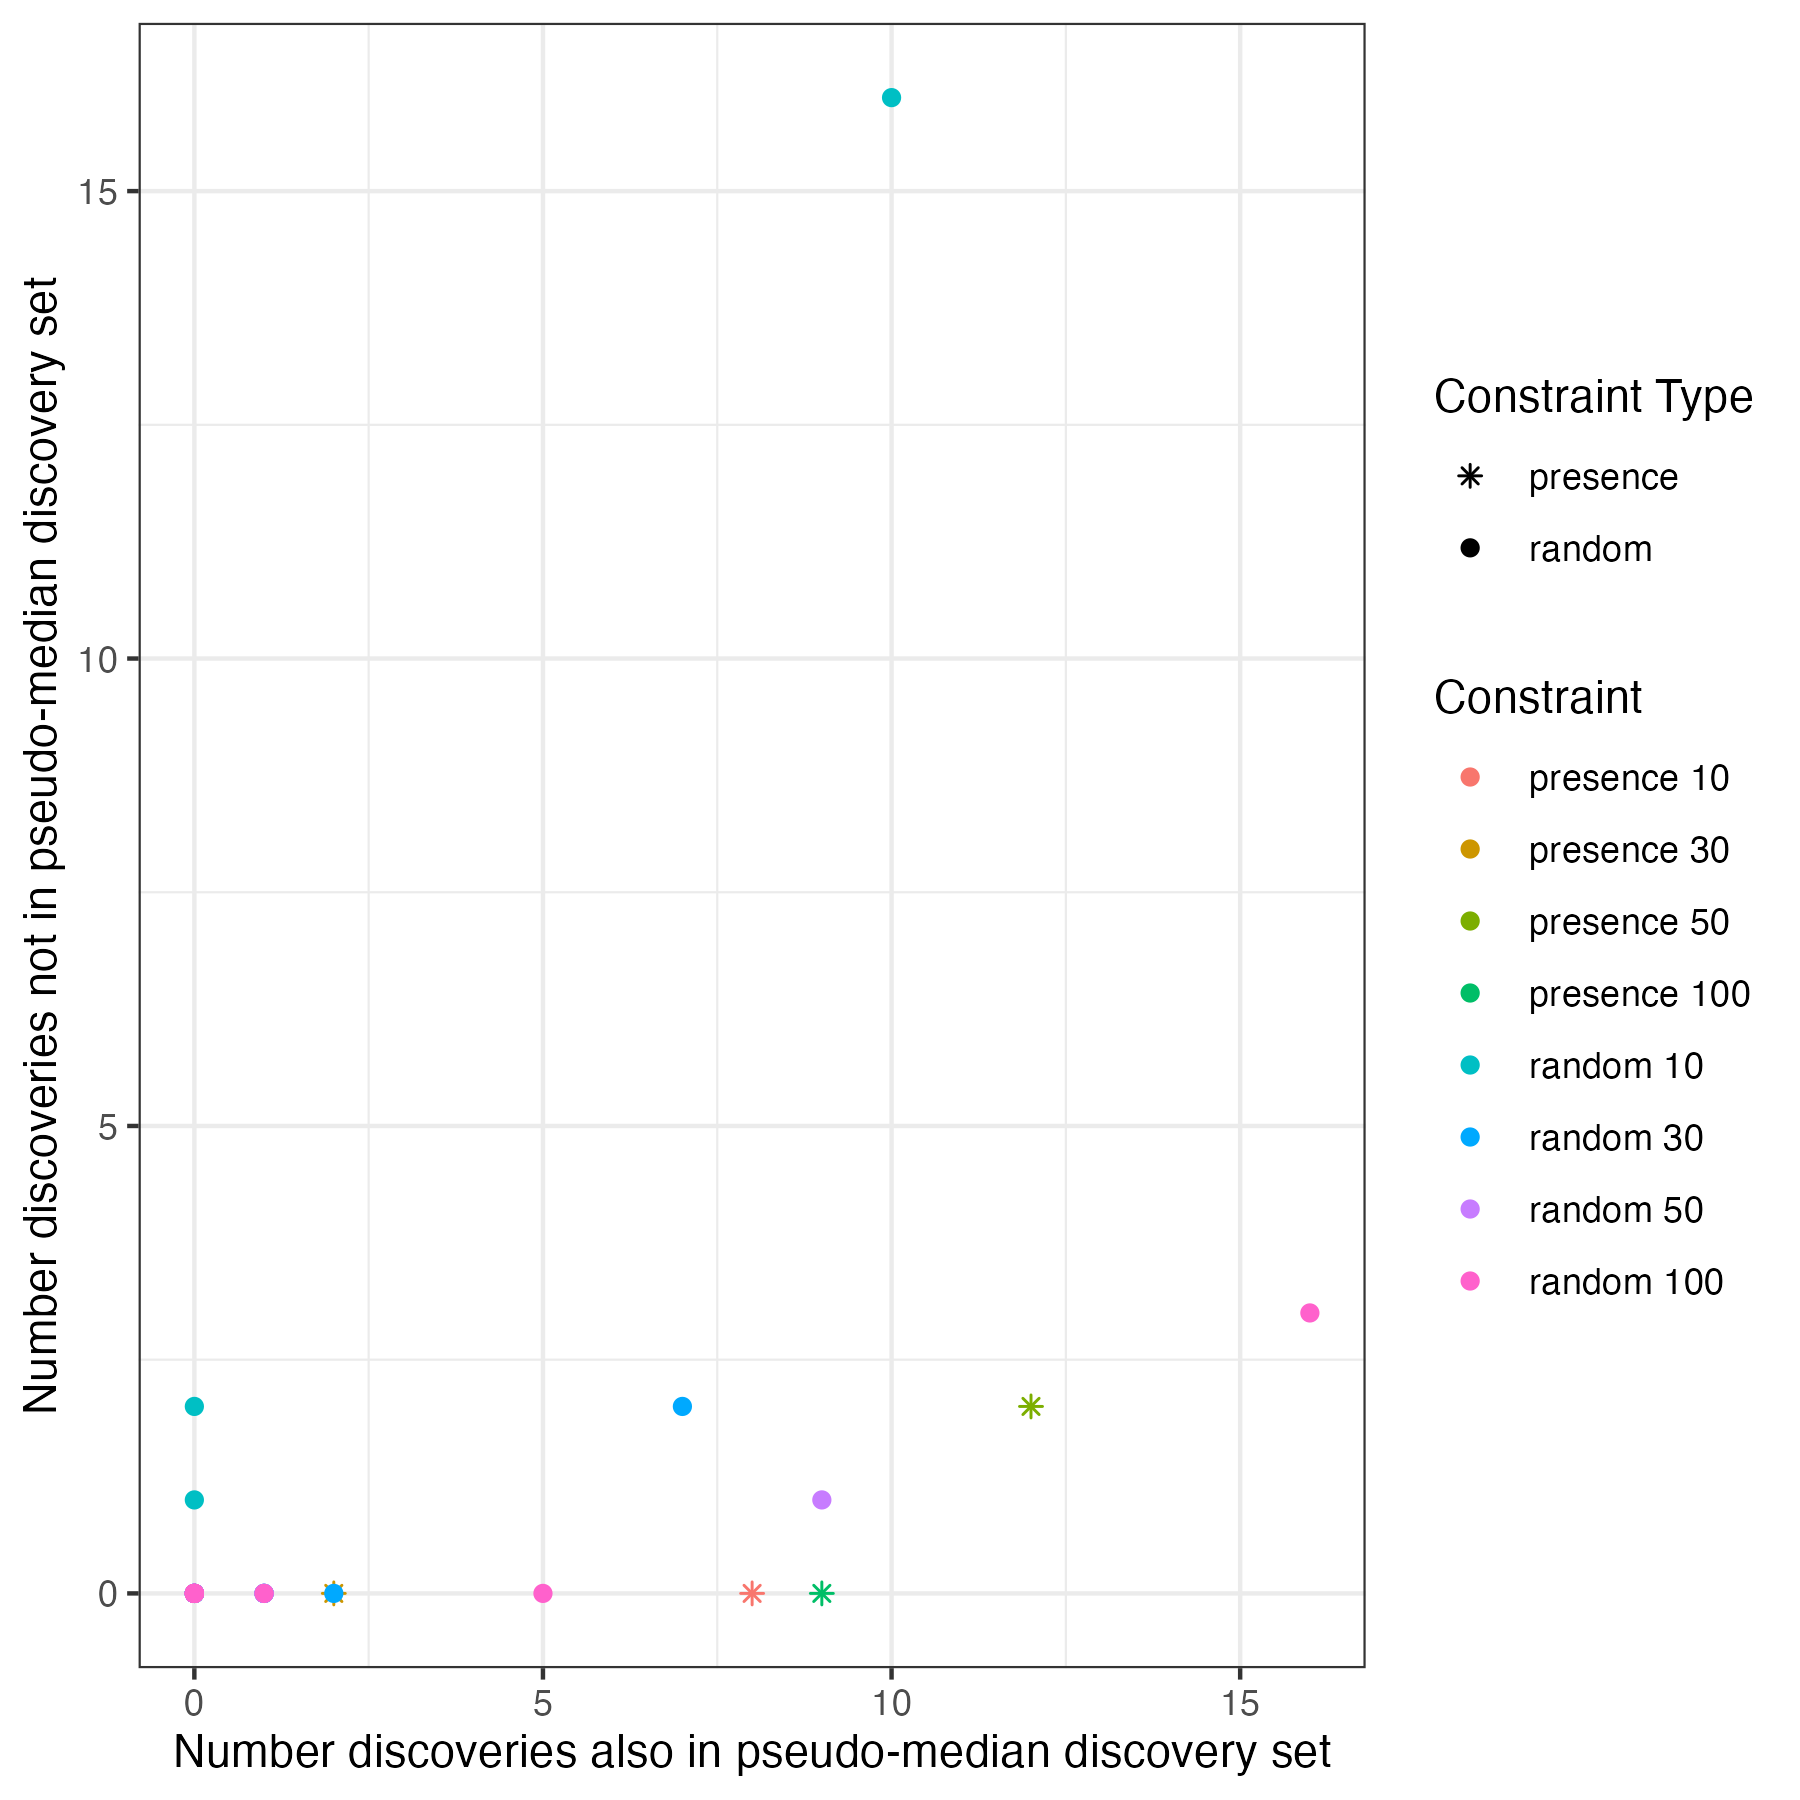 Number discoveries not in pseudo-median discovery set
15
10
5
0
0
5
10
15
Number discoveries also in pseudo-median discovery set
Constraint Type
presence
random
Constraint
presence 10
presence 30
presence 50
presence 100
random 10
random 30
random 50
random 100